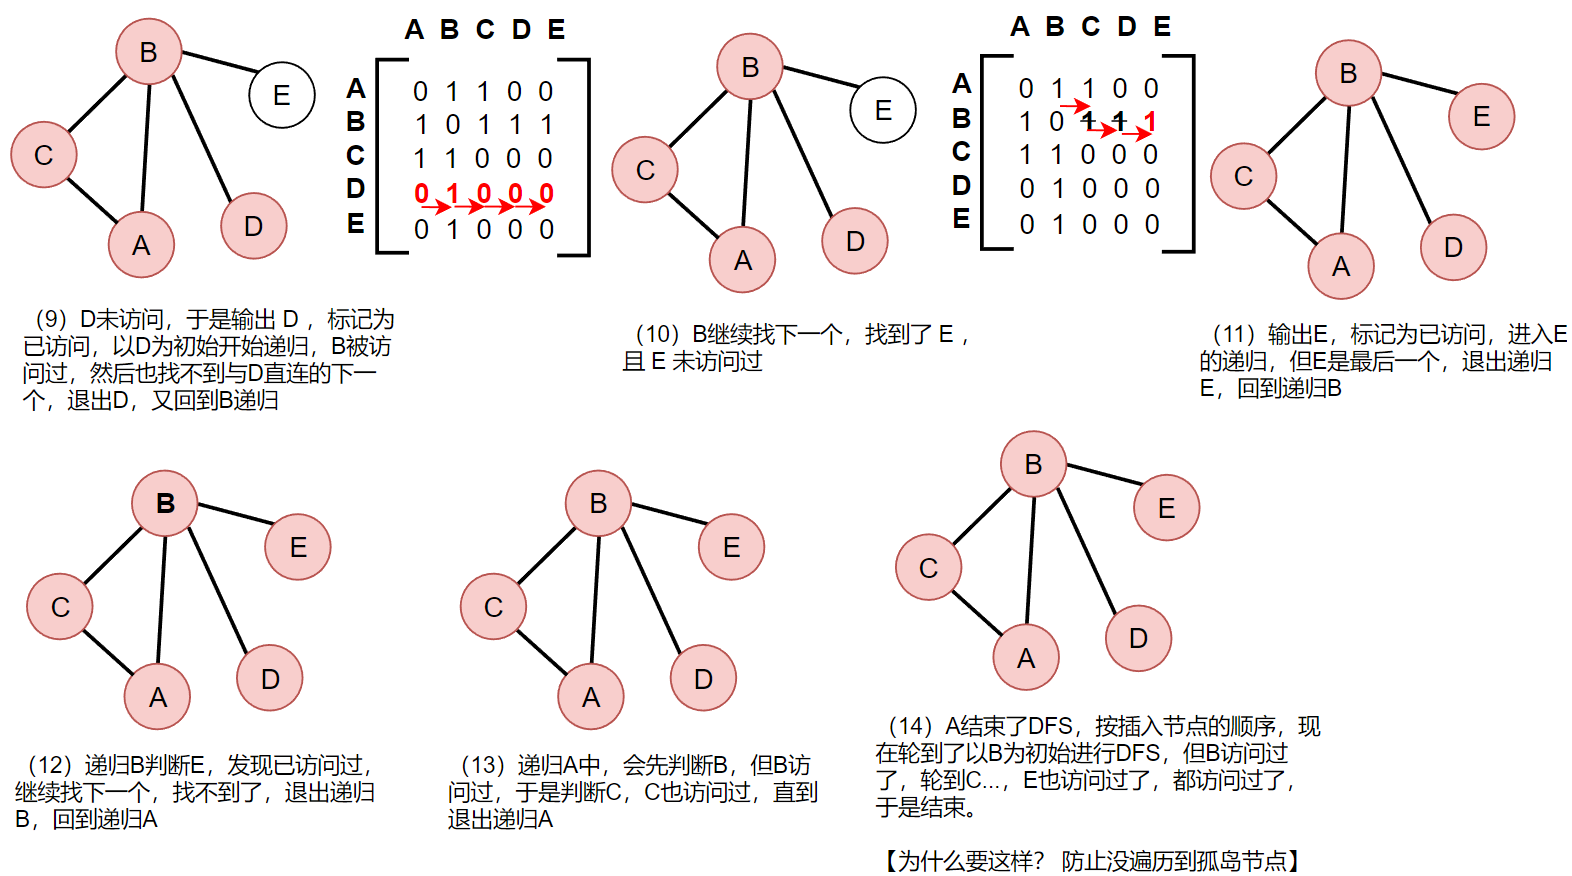 B
E
C
A
D
A B C D E
A 0 1 1 0 0
B 1 0 1 1 1
C 1 1 0 0 0
D 0 1 0 0 0
E 0 1 0 0 0
(9)D未访问,于是输出 D ,标记为
已访问,以D为初始开始递归,B被访
问过,然后也找不到与D直连的下一
个,退出D,又回到B递归
B
E
C
A
D
A B C D E
A 0 1 1 0 0
B 1 0 1 1 1
C 1 1 0 0 0
D 0 1 0 0 0
E 0 1 0 0 0
(10)B继续找下一个,找到了 E ,
且 E 未访问过
B
E
C
A
D
(11)输出E,标记为已访问,进入E
的递归,但E是最后一个,退出递归
E,回到递归B
B
E
C
A
D
(12)递归B判断E,发现已访问过,
继续找下一个,找不到了,退出递归
B,回到递归A
B
E
C
A
D
(13)递归A中,会先判断B,但B访
问过,于是判断C,C也访问过,直到
退出递归A
B
E
C
A
D
(14)A结束了DFS,按插入节点的顺序,现
在轮到了以B为初始进行DFS,但B访问过
了,轮到C...,E也访问过了,都访问过了,
于是结束。
【为什么要这样? 防止没遍历到孤岛节点】